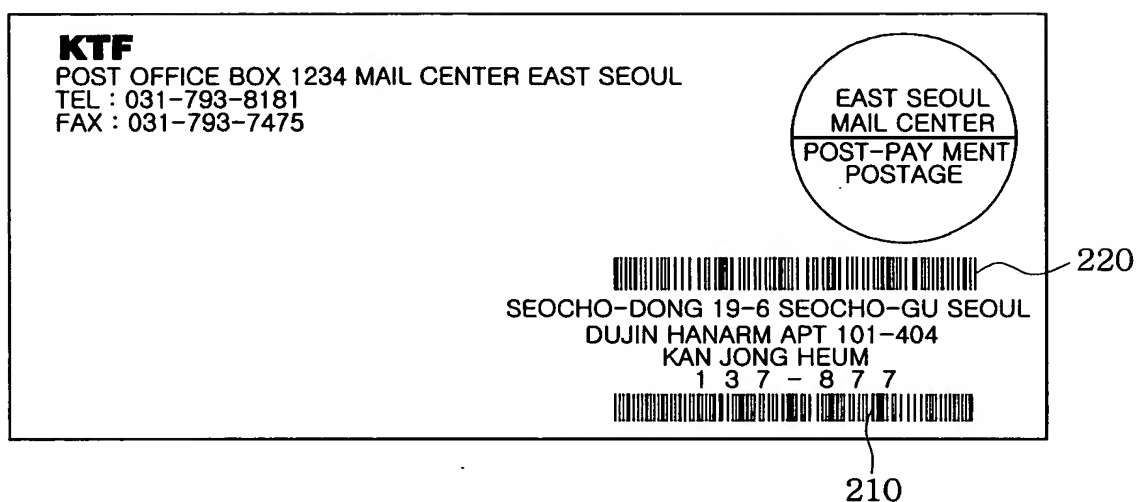 KTF
POST OFFICE BOX 1234 MAIL CENTER EAST SEOUL
TEL : 031-793-8181
FAX : 031-793-7475
EAST SEOUL
MAIL CENTER
POST-PAY MENT
POSTAGE
220
SEOCHO-DONG 19-6 SEOCHO-GU SEOUL
DUJIN HANARM APT 101-404
KAN JONG HEUM
1 3 7 - 8 7 7
210